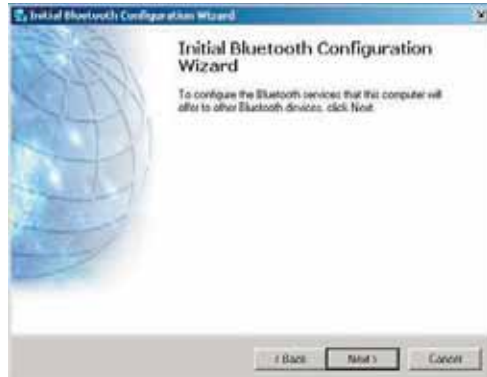 Initial Bluetooth Configuration Wizard
Initial Bluetooth Configuration
Wizard
To configure the Bluetooth services that this computer will
offer to other Bluetooth devices, click Next.
< Back
Next >
Cancel